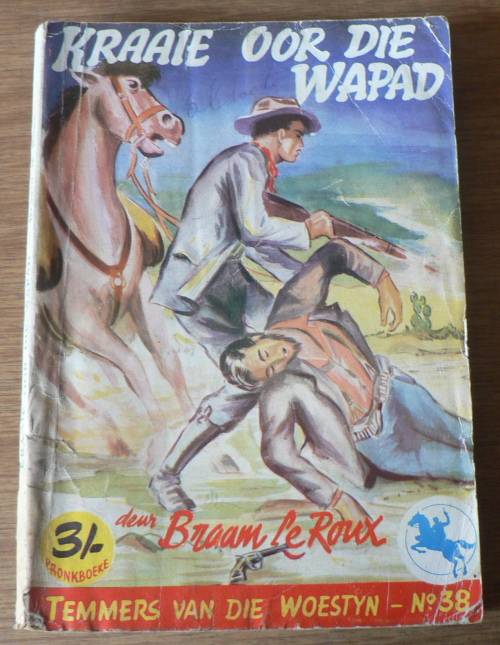 KRAAIE OOR DIE
WAPAD
deur Braam le Roux
3/-
PRONKBOEKE
TEMMERS VAN DIE WOESTYN - No 38